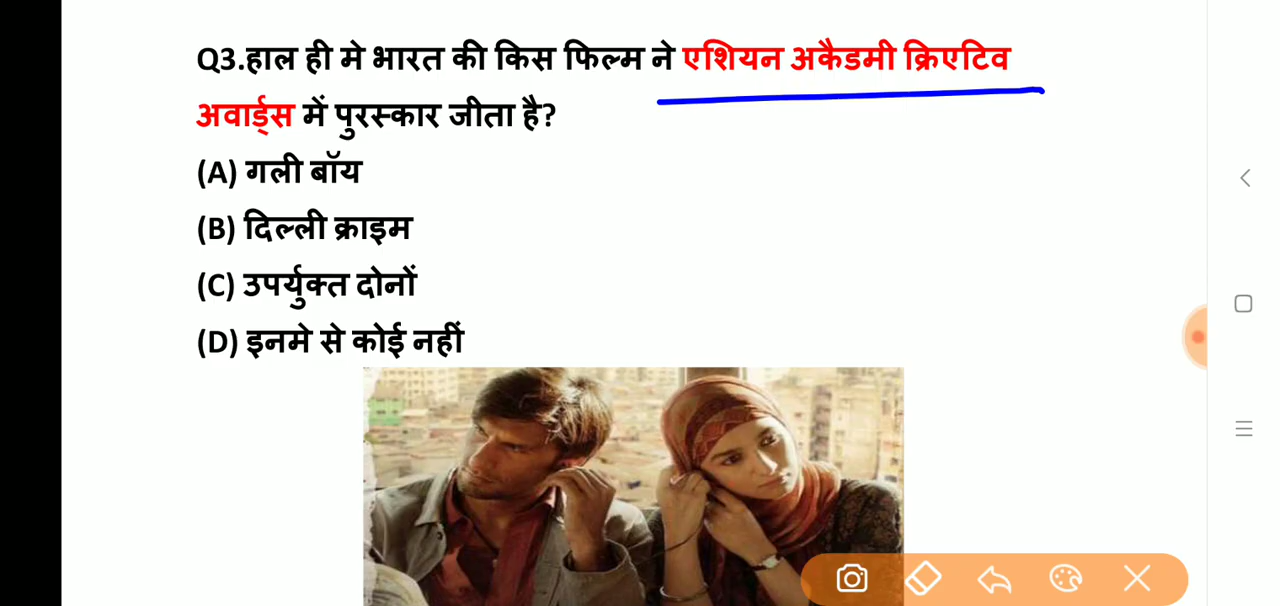 Q3.हाल ही मे भारत की किस फिल्म ने एशियन अकैडमी क्रिएटिव
अवार्ड्स में पुरस्कार जीता है?
(A) गली बॉय
(B) दिल्ली क्राइम
(C) उपर्युक्त दोनों
(D) इनमे से कोई नहीं